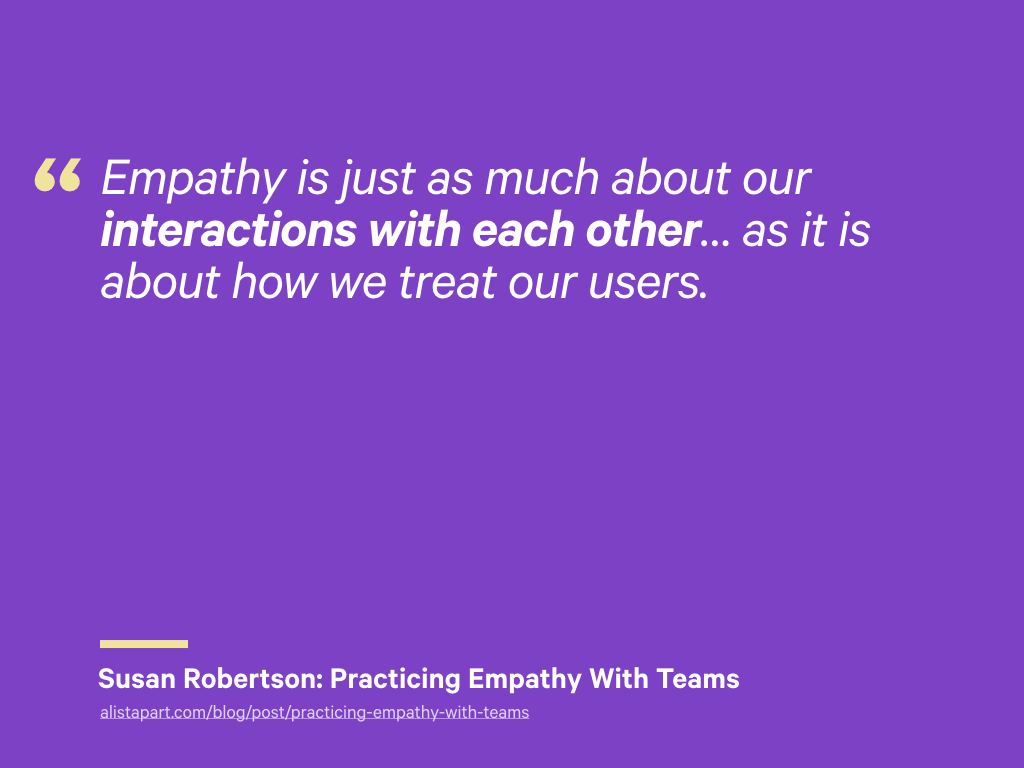 “Empathy is just as much about our
interactions with each other... as it is
about how we treat our users.
Susan Robertson: Practicing Empathy With Teams
alistapart.com/blog/post/practicing-empathy-with-teams